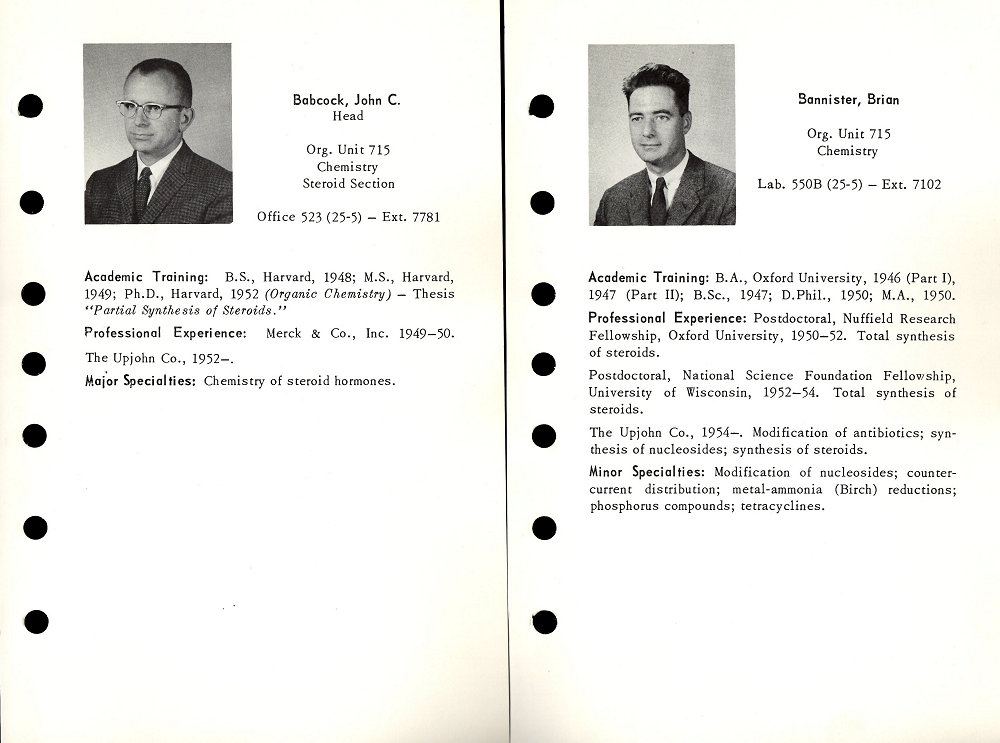 Babcock, John C.
Head
Org. Unit 715
Chemistry
Steroid Section
Office 523 (25-5) — Ext. 7781
Academic Training: B.S., Harvard, 1948; M.S., Harvard,
1949; Ph.D., Harvard, 1952 (Organic Chemistry) — Thesis
“Partial Synthesis of Steroids.”
Professional Experience: Merck & Co., Inc. 1949—50.
The Upjohn Co., 1952—.
Major Specialties: Chemistry of steroid hormones.
Bannister, Brian
Org. Unit 715
Chemistry
Lab. 550B (25-5) — Ext. 7102
Academic Training: B.A., Oxford University, 1946 (Part I),
1947 (Part II); B.Sc., 1947; D.Phil., 1950; M.A., 1950.
Professional Experience: Postdoctoral, Nuffield Research
Fellowship, Oxford University, 1950—52. Total synthesis
of steroids.
Postdoctoral, National Science Foundation Fellowship,
University of Wisconsin, 1952—54. Total synthesis of
steroids.
The Upjohn Co., 1954—. Modification of antibiotics; syn-
thesis of nucleosides; synthesis of steroids.
Minor Specialties: Modification of nucleosides; counter-
current distribution; metal-ammonia (Birch) reductions;
phosphorus compounds; tetracyclines.